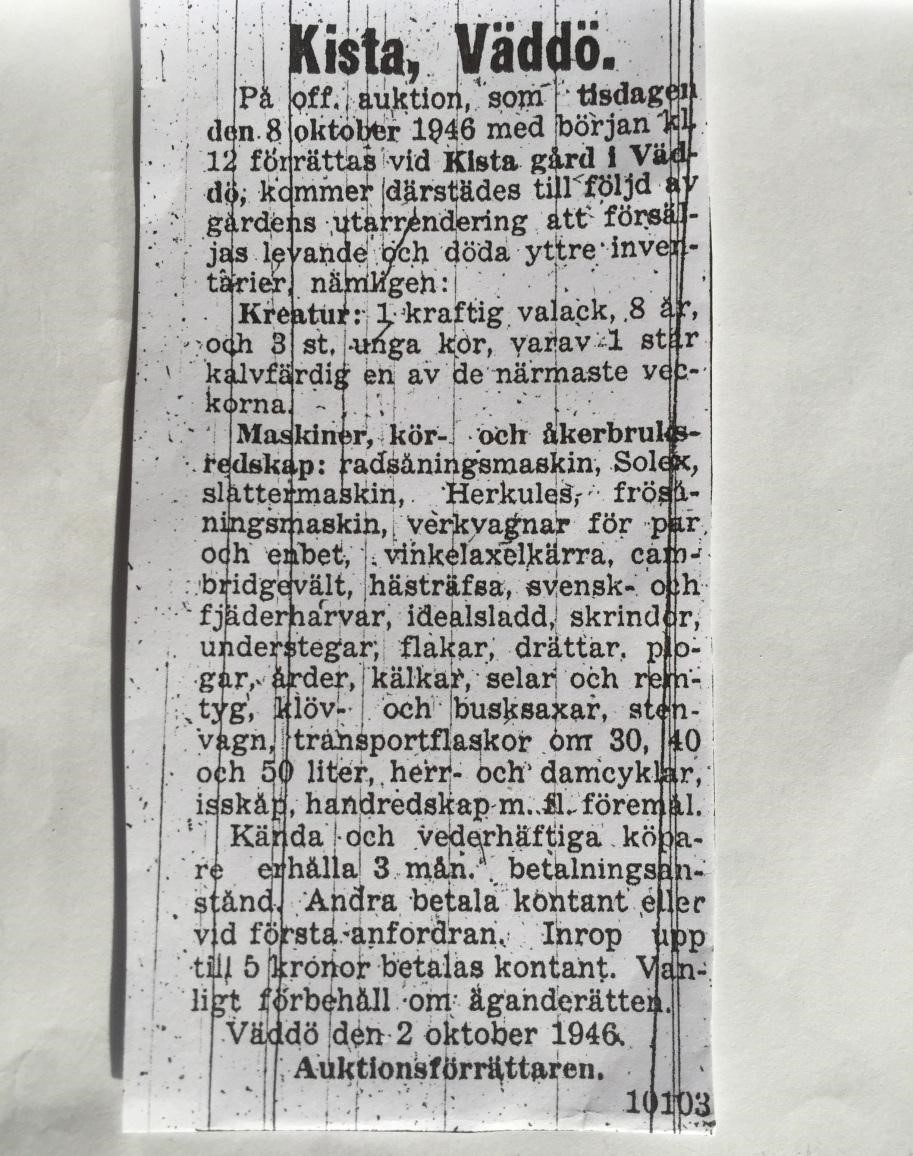 Kista, Väddö.
På off. auktion, som tisdagen
den 8 oktober 1946 med början kl.
12 förrättas vid Kista gård i Väd-
dö, kommer därstädes till följd av
gårdens utarrendering att försäl-
jas levande och döda yttre inven-
tarier, nämligen:
Kreatur: 1 kraftig valack, 8 år,
och 3 st. unga kor, varav 1 står
kalvfärdig en av de närmaste vec-
korna.
Maskiner, kör- och åkerbruks-
redskap: radsåningsmaskin, Solex,
slåttermaskin, Herkules, fröså-
ningsmaskin, verkvagnar för par
och enbet, vinkelaxelkärra, cam-
bridgevält, hästräfsa, svensk- och
fjäderharvar, idealsladd, skrindor,
understegar, flakar, drättar, plo-
gar, årder, kälkar, selar och rem-
tyg, klöv- och busksaxar, sten-
vagn, transportflaskor om 30, 40
och 50 liter, herr- och damcyklar,
isskåp, handredskap m. fl. föremål.
Kända och vederhäftiga köpa-
re erhålla 3 mån. betalningsan-
stånd. Andra betala kontant eller
vid första anfordran. Inrop upp
till 5 kronor betalas kontant. Van-
ligt förbehåll om äganderätten.
Väddö den 2 oktober 1946.
Auktionsförrättaren.
10103